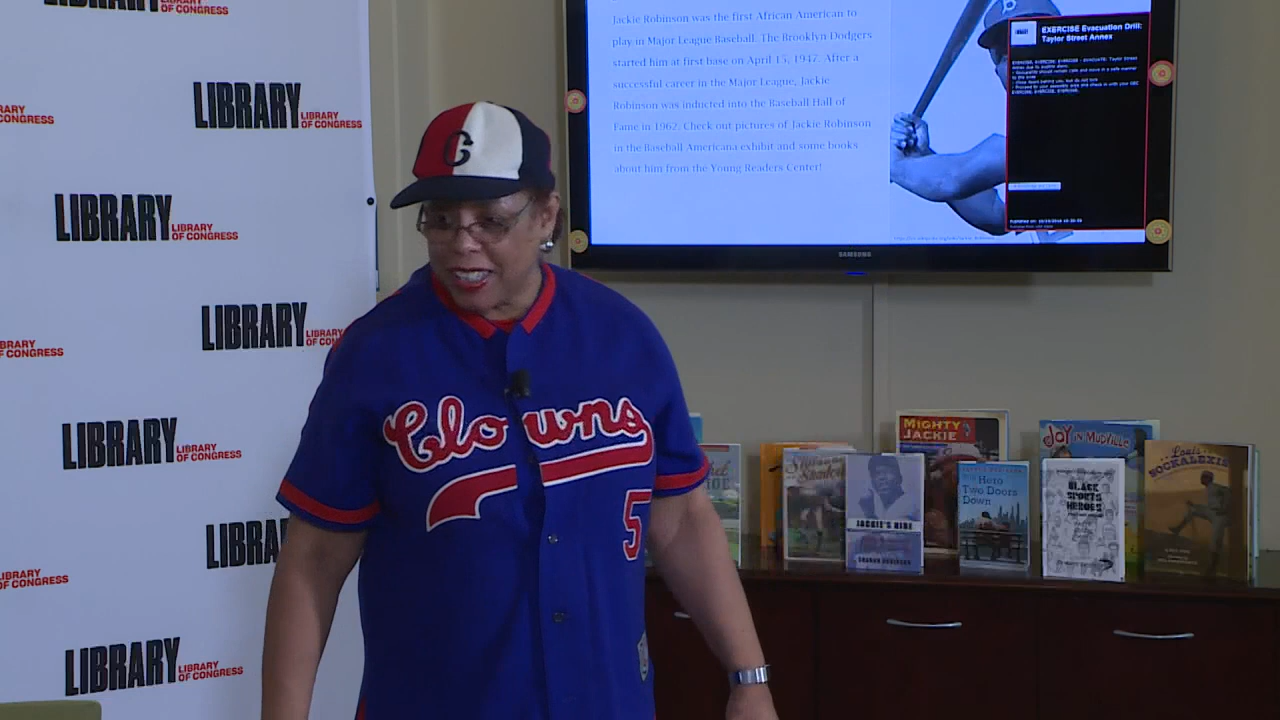 LIBRARY
LIBRARY
OF CONGRESS
LIBRARY
LIBRARY
OF CONGRESS
LIBRARY
OF CONGRESS
LIBRARY
LIBRARY
OF CONGRESS
LIBRARY
LIBRARY
OF CONGRESS
LIBRARY
OF CONGRESS
LIBRARY
LIBRARY
OF CONGRESS
LIBRA
LIBRARY
OF CONGRESS
LIBRARY
LIBRARY
OF CONGRESS
C
Clowns
5
Jackie Robinson was the first African American to
play in Major League Baseball. The Brooklyn Dodgers
started him at first base on April 15, 1947. After a
successful career in the Major League, Jackie
Robinson was inducted into the Baseball Hall of
Fame in 1962. Check out pictures of Jackie Robinson
in the Baseball Americana exhibit and some books
about him from the Young Readers Center!
B
EXERCISE Evacuation Drill:
Taylor Street Annex
SAMSUNG
MIGHTY
JACKIE
JOY IN MUDVILLE
Louis
SOCKALEXIS
JACKIE'S NINE
SHARON ROBINSON
Hero
Two Doors
Down
BLACK
SPORTS
HEROES